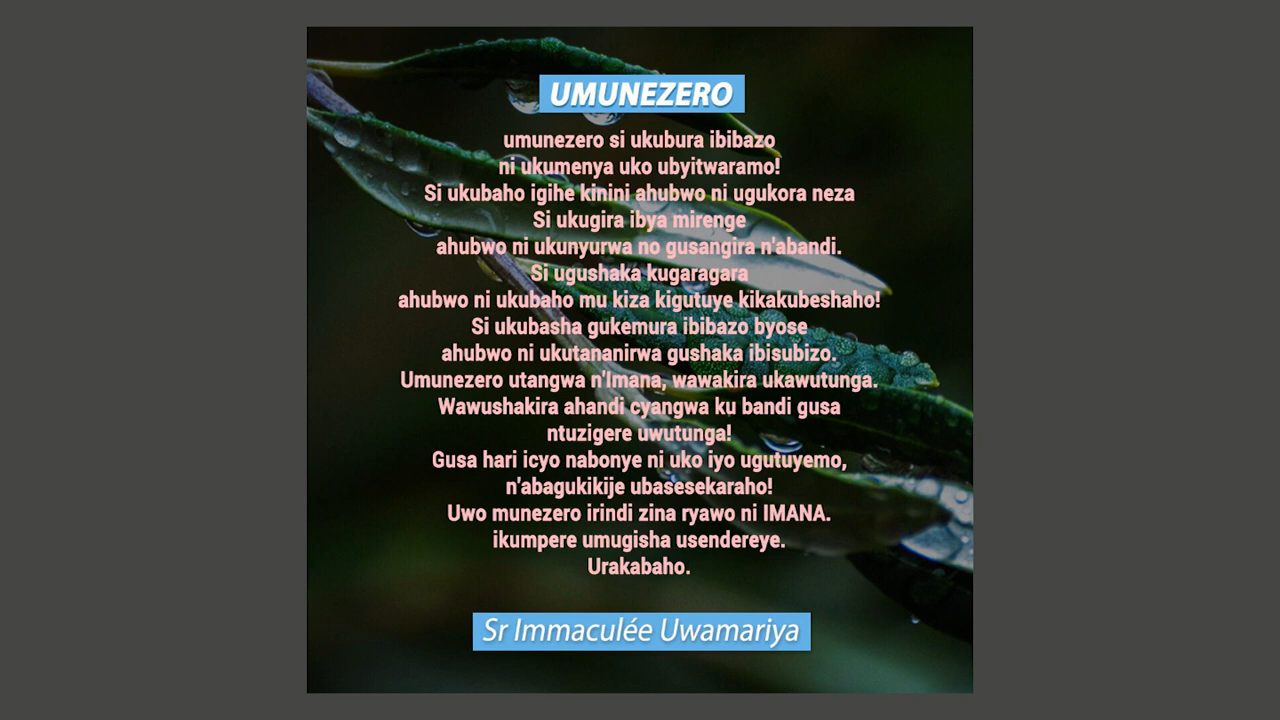 UMUNEZERO
umunezero si ukubura ibibazo
ni ukumenya uko ubyitwaramo!
Si ukubaho igihe kinini ahubwo ni ugukora neza
Si ukugira ibya mirenge
ahubwo ni ukunyurwa no gusangira n'abandi.
Si ugushaka kugaragara
ahubwo ni ukubaho mu kiza kigutuye kikakubeshaho!
Si ukubasha gukemura ibibazo byose
ahubwo ni ukutananirwa gushaka ibisubizo.
Umunezero utangwa n'Imana, wawakira ukawutunga.
Wawushakira ahandi cyangwa ku bandi gusa
ntuzigere uwutunga!
Gusa hari icyo nabonye ni uko iyo ugutuyemo,
n'abagukikije ubasesekaraho!
Uwo munezero irindi zina ryawo ni IMANA.
ikumpere umugisha usendereye.
Urakabaho.
Sr Immaculée Uwamariya